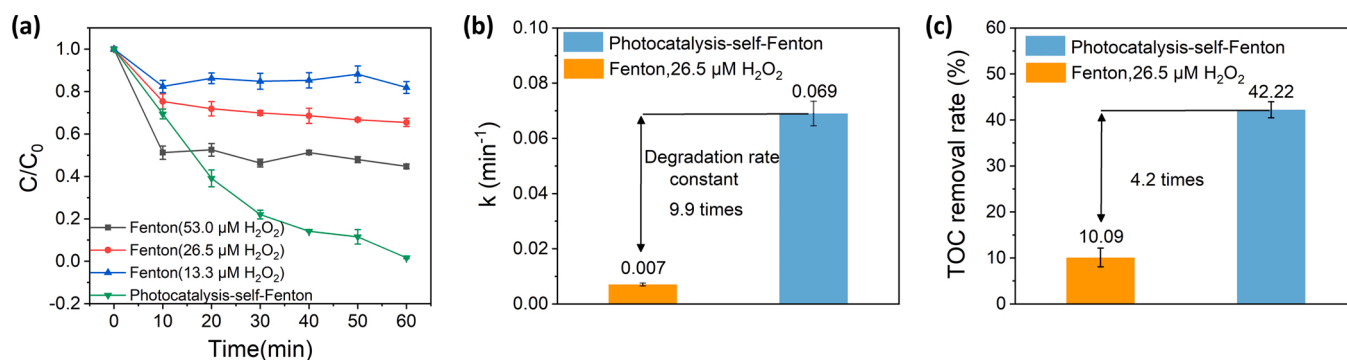 (a)
1.0
0.8
0.6
0.4
0.2
0.0
-0.2
C/C₀
Fenton(53.0 µM H₂O₂)
Fenton(26.5 µM H₂O₂)
Fenton(13.3 µM H₂O₂)
Photocatalysis-self-Fenton
0 10 20 30 40 50 60
Time(min)
(b)
0.10
0.08
0.06
0.04
0.02
0.00
k (min⁻¹)
Photocatalysis-self-Fenton
Fenton,26.5 µM H₂O₂
0.069
Degradation rate
constant
9.9 times
0.007
(c)
60
50
40
30
20
10
0
TOC removal rate (%)
Photocatalysis-self-Fenton
Fenton,26.5 µM H₂O₂
42.22
4.2 times
10.09